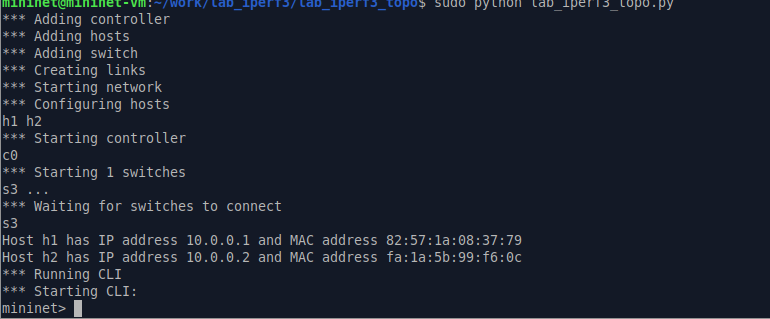 mininet@mininet-vm:~/work/lab_iperf3/lab_iperf3_topo$ sudo python lab_iperf3_topo.py
*** Adding controller
*** Adding hosts
*** Adding switch
*** Creating links
*** Starting network
*** Configuring hosts
h1 h2
*** Starting controller
c0
*** Starting 1 switches
s3 ...
*** Waiting for switches to connect
s3
Host h1 has IP address 10.0.0.1 and MAC address 82:57:1a:08:37:79
Host h2 has IP address 10.0.0.2 and MAC address fa:1a:5b:99:f6:0c
*** Running CLI
*** Starting CLI:
mininet>